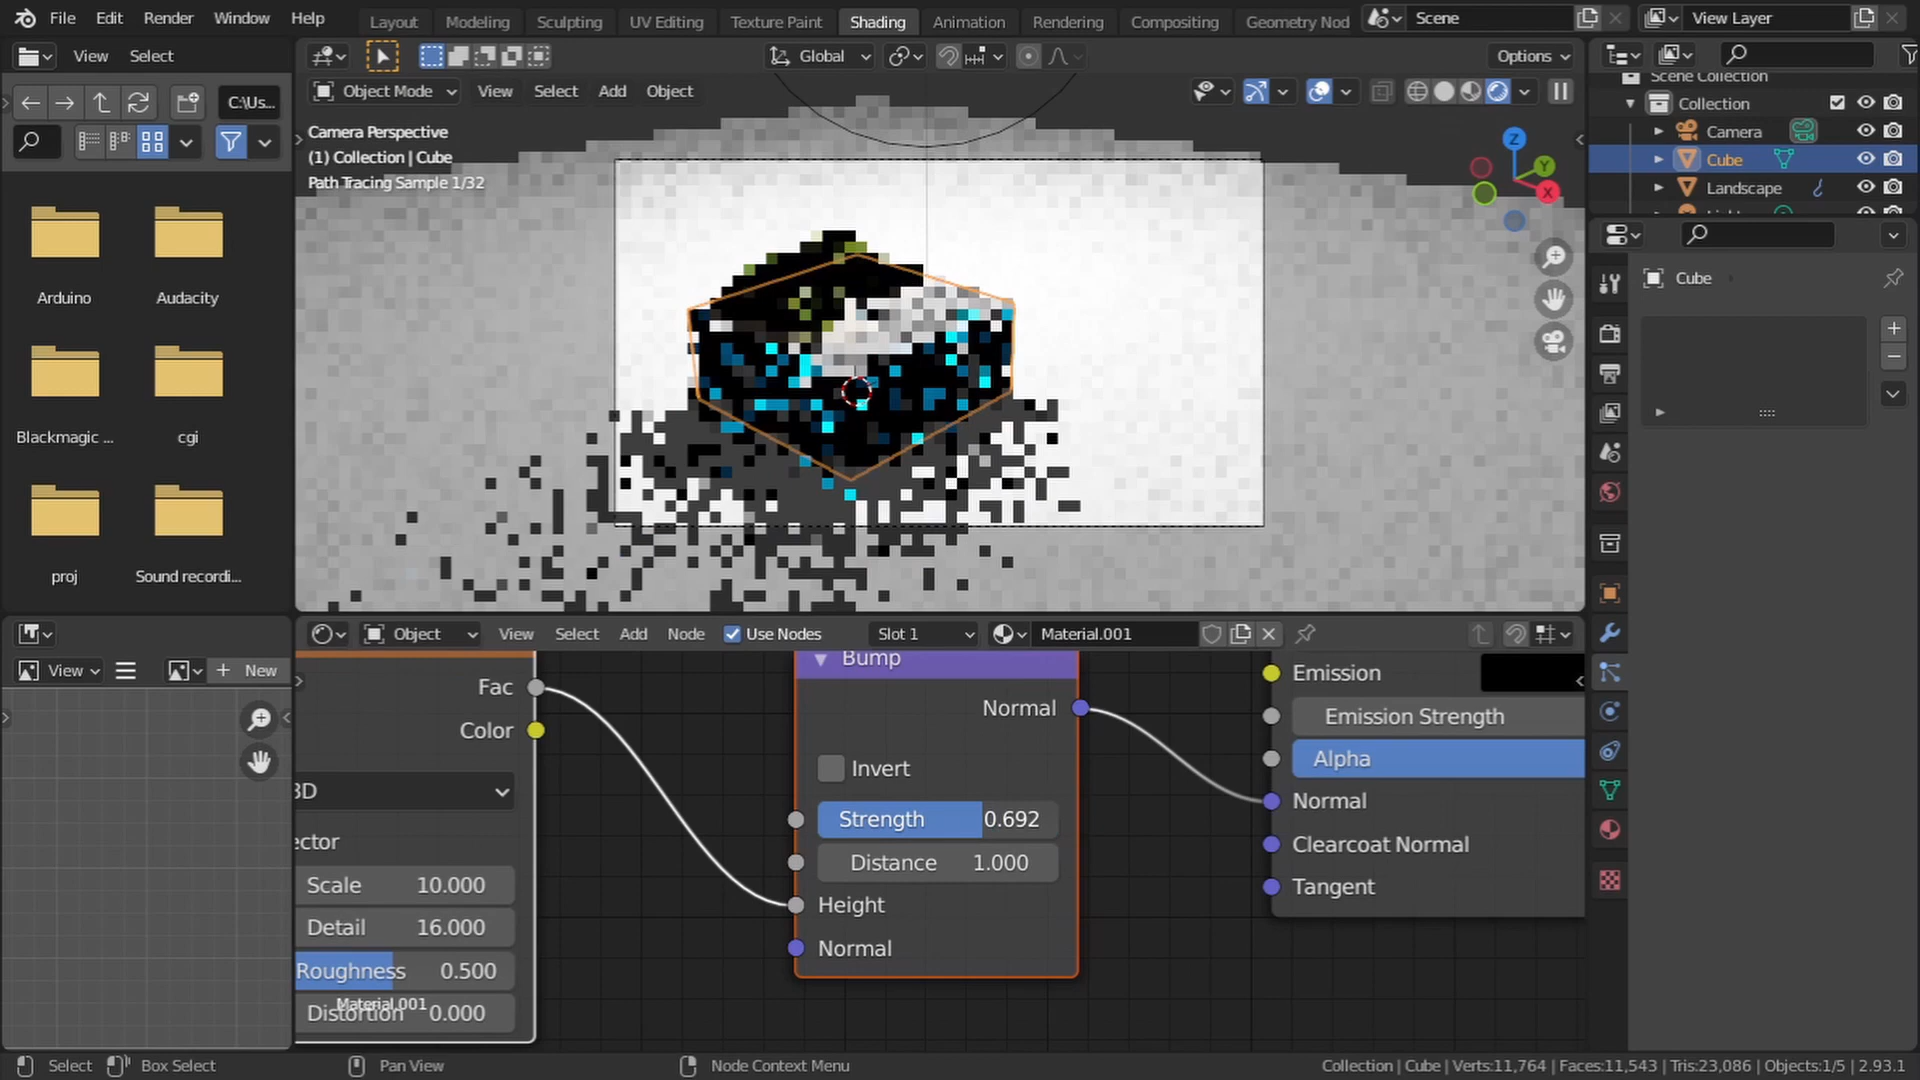 File Edit Render Window Help Layout Modeling Sculpting UV Editing Texture Paint Shading Animation Rendering Compositing Geometry Nod Scene View Layer
View Select Global Options
C:\Us... Object Mode View Select Add Object
Scene Collection
Collection
Camera
Cube
Landscape
Camera Perspective
(1) Collection | Cube
Path Tracing Sample 1/32
Z
Y
X
Arduino Audacity
Blackmagic ... cgi
proj Sound recordi...
Cube
Object View Select Add Node Use Nodes Slot 1 Material.001
View New
Fac
Color
3D
ector
Scale 10.000
Detail 16.000
Roughness 0.500
Material.001
Distortion 0.000
Bump
Normal
Invert
Strength 0.692
Distance 1.000
Height
Normal
Emission
Emission Strength
Alpha
Normal
Clearcoat Normal
Tangent
Select Box Select Pan View Node Context Menu Collection | Cube | Verts:11,764 | Faces:11,543 | Tris:23,086 | Objects:1/5 | 2.93.1